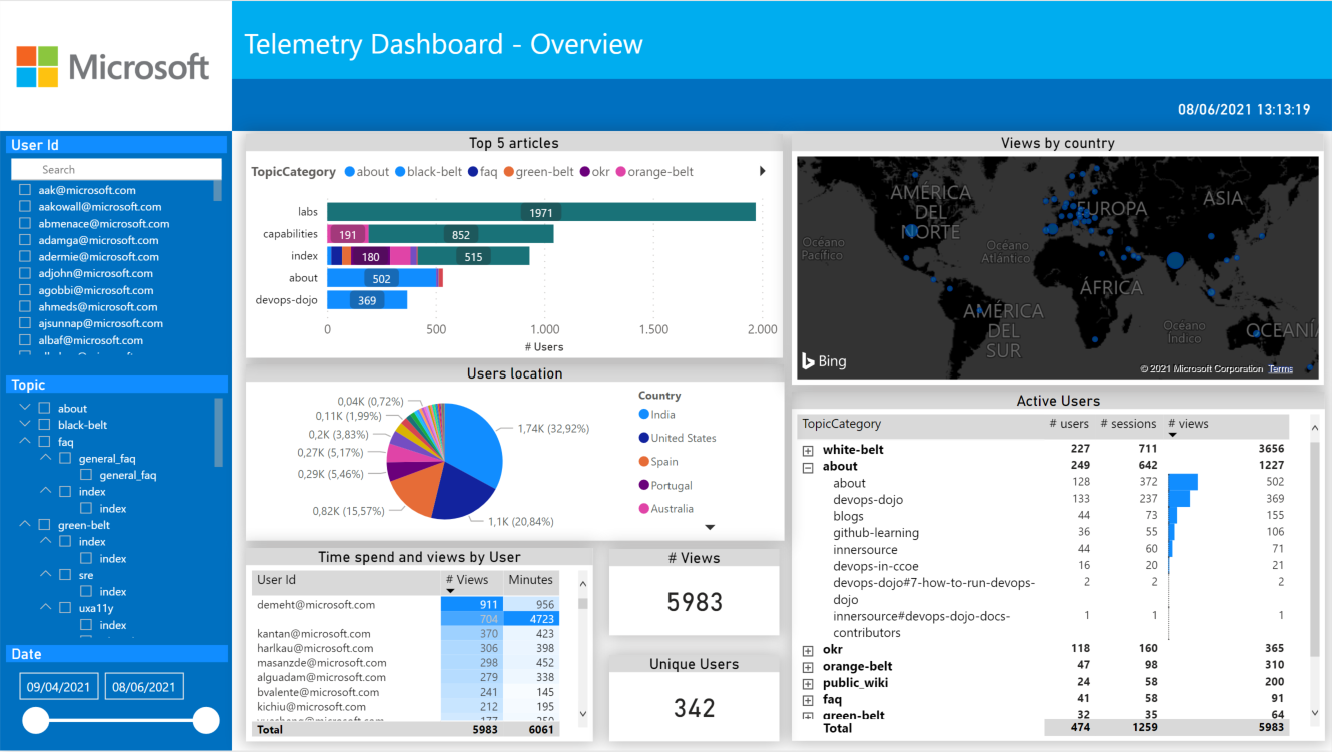 Microsoft
Telemetry Dashboard - Overview
08/06/2021 13:13:19
User Id
Search
aak@microsoft.com
aakowall@microsoft.com
abmenace@microsoft.com
adamga@microsoft.com
adermie@microsoft.com
adjohn@microsoft.com
agobbi@microsoft.com
ahmeds@microsoft.com
ajsunnap@microsoft.com
albaf@microsoft.com
Topic
about
black-belt
faq
general_faq
general_faq
index
index
green-belt
index
index
sre
index
uxa11y
index
Date
09/04/2021 08/06/2021
Top 5 articles
TopicCategory about black-belt faq green-belt okr orange-belt
labs 1971
capabilities 191 852
index 180 515
about 502
devops-dojo 369
0 500 1.000 1.500 2.000
# Users
Users location
0,04K (0,72%)
0,11K (1,99%)
0,2K (3,83%)
0,27K (5,17%)
0,29K (5,46%)
0,82K (15,57%)
1,74K (32,92%)
1,1K (20,84%)
Country
India
United States
Spain
Portugal
Australia
Time spend and views by User
User Id # Views Minutes
demeht@microsoft.com 911 956
704 4723
kantan@microsoft.com 370 423
harlkau@microsoft.com 306 398
masanzde@microsoft.com 298 452
alguadam@microsoft.com 279 338
bvalente@microsoft.com 241 145
kichiu@microsoft.com 212 195
Total 5983 6061
# Views
5983
Unique Users
342
Views by country
AMÉRICA
DEL
NORTE
EUROPA
ASIA
Océano
Pacífico
Océano
Atlántico
ÁFRICA
AMÉRICA
DEL
SUR
Océano
Índico
OCEANÍ
Bing
© 2021 Microsoft Corporation Terms
Active Users
TopicCategory # users # sessions # views
white-belt 227 711 3656
about 249 642 1227
about 128 372 502
devops-dojo 133 237 369
blogs 44 73 155
github-learning 36 55 106
innersource 44 60 71
devops-in-ccoe 16 20 21
devops-dojo#7-how-to-run-devops- 2 2 2
dojo
innersource#devops-dojo-docs- 1 1 1
contributors
okr 118 160 365
orange-belt 47 98 310
public_wiki 24 58 200
faq 41 58 91
green-belt 32 35 64
Total 474 1259 5983